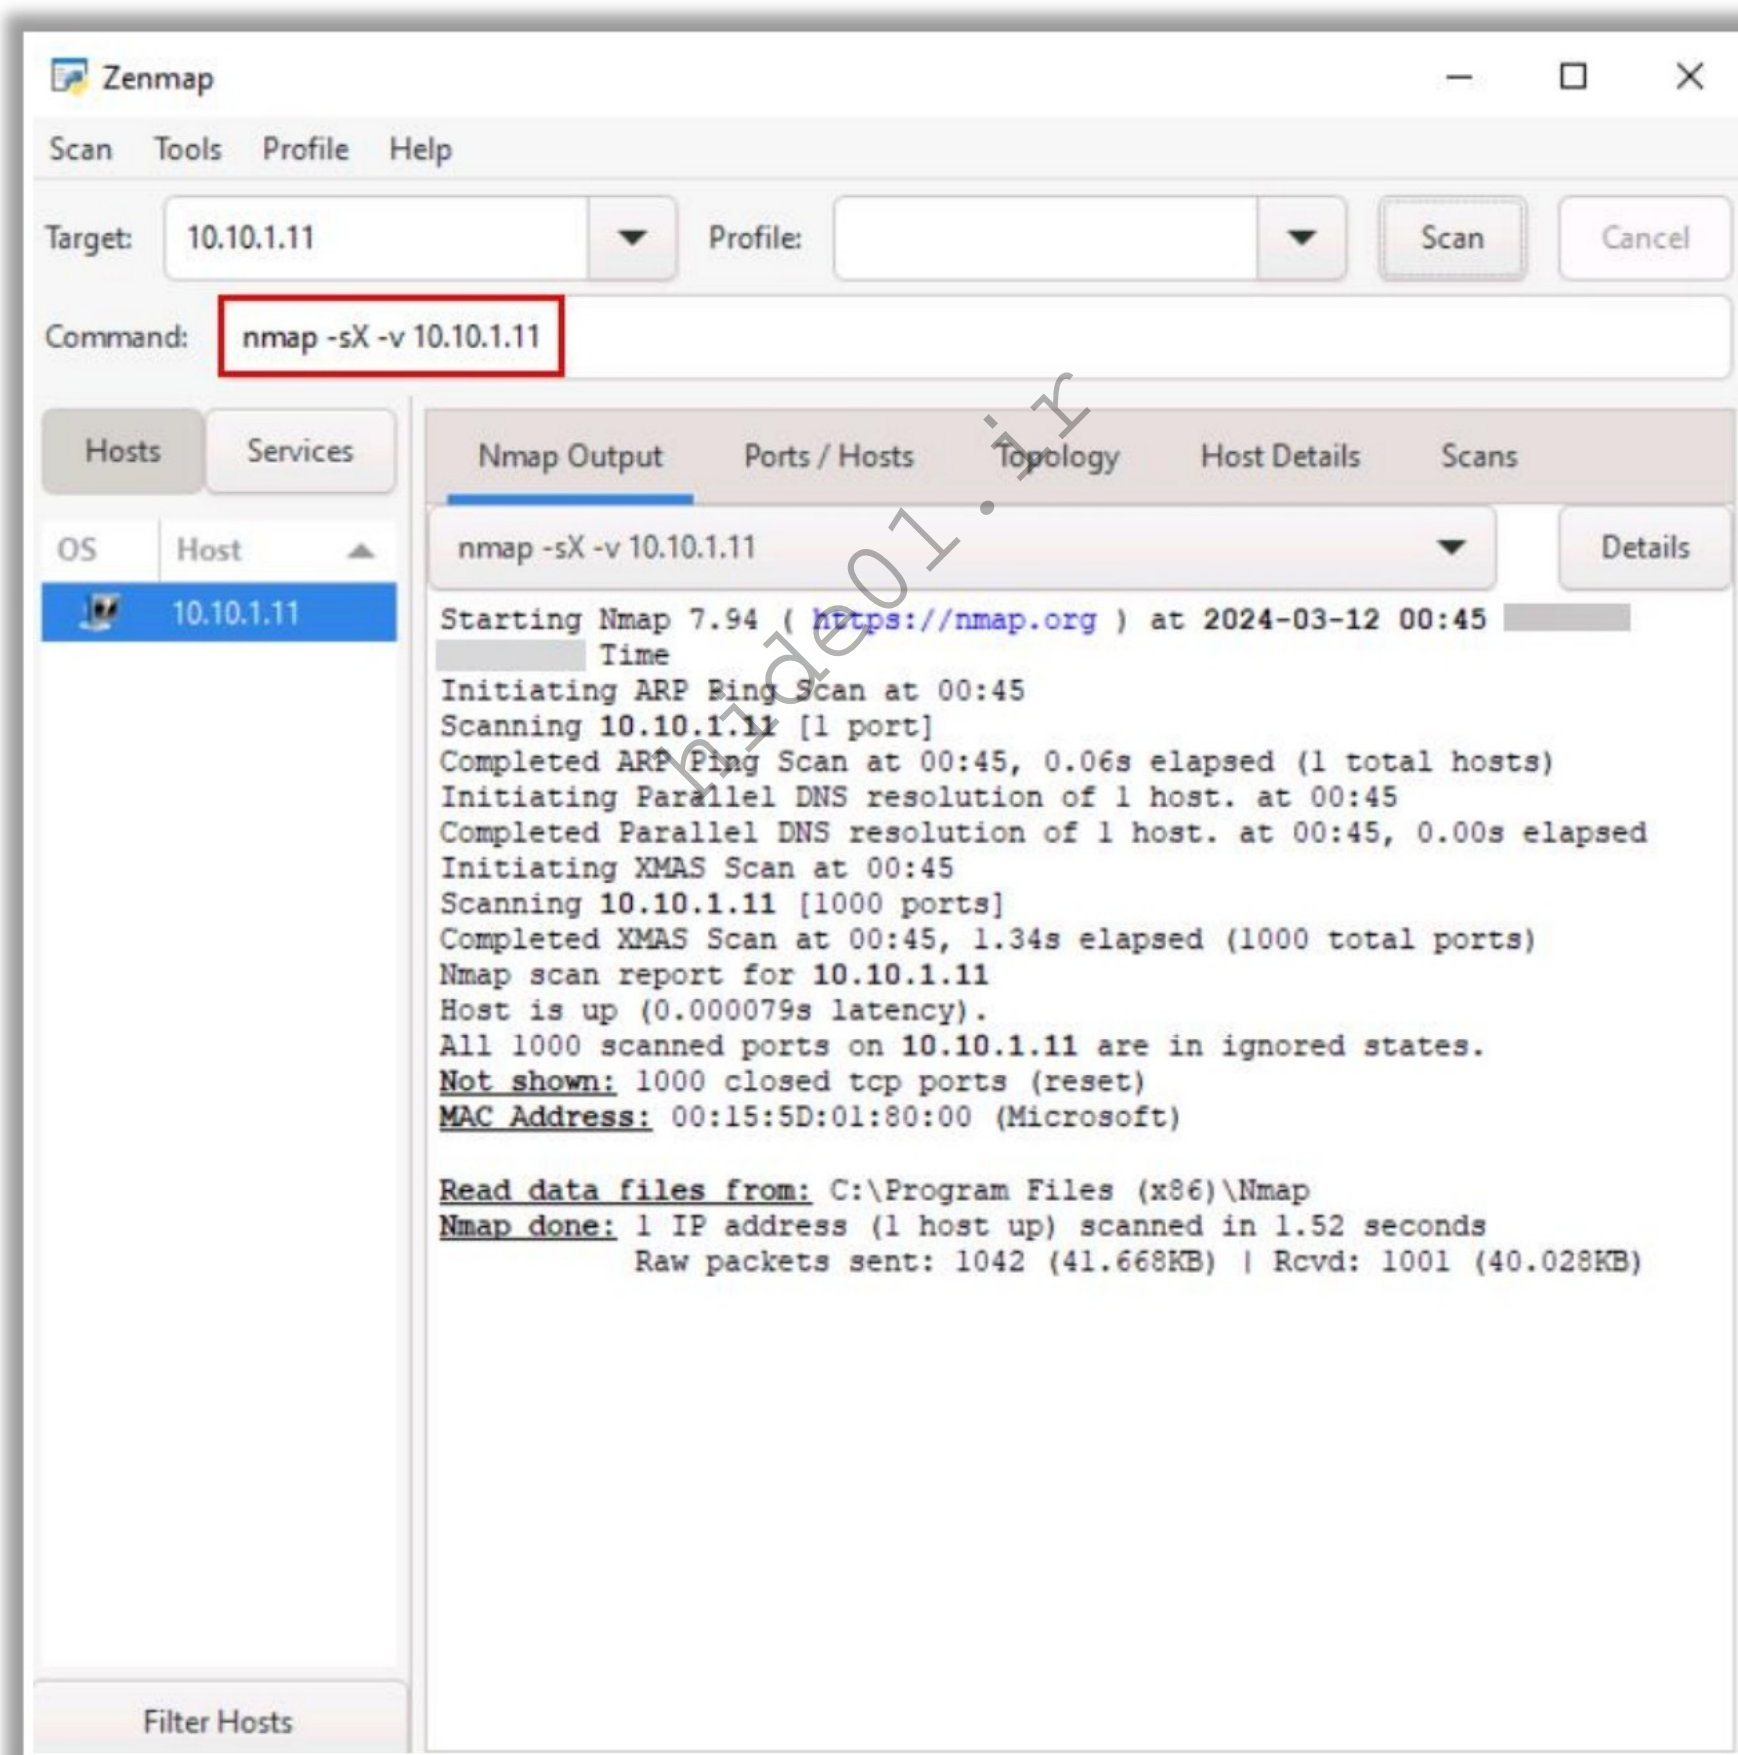 Zenmap
Scan Tools Profile Help
Target: 10.10.1.11 Profile: Scan Cancel
Command: nmap -sX -v 10.10.1.11
Hosts Services
Nmap Output Ports / Hosts Topology Host Details Scans
OS Host
nmap -sX -v 10.10.1.11 Details
10.10.1.11
Starting Nmap 7.94 ( https://nmap.org ) at 2024-03-12 00:45
Time
Initiating ARP Ping Scan at 00:45
Scanning 10.10.1.11 [1 port]
Completed ARP Ping Scan at 00:45, 0.06s elapsed (1 total hosts)
Initiating Parallel DNS resolution of 1 host. at 00:45
Completed Parallel DNS resolution of 1 host. at 00:45, 0.00s elapsed
Initiating XMAS Scan at 00:45
Scanning 10.10.1.11 [1000 ports]
Completed XMAS Scan at 00:45, 1.34s elapsed (1000 total ports)
Nmap scan report for 10.10.1.11
Host is up (0.000079s latency).
All 1000 scanned ports on 10.10.1.11 are in ignored states.
Not shown: 1000 closed tcp ports (reset)
MAC Address: 00:15:5D:01:80:00 (Microsoft)
Read data files from: C:\Program Files (x86)\Nmap
Nmap done: 1 IP address (1 host up) scanned in 1.52 seconds
Raw packets sent: 1042 (41.668KB) | Rcvd: 1001 (40.028KB)
Filter Hosts
hide01.ir